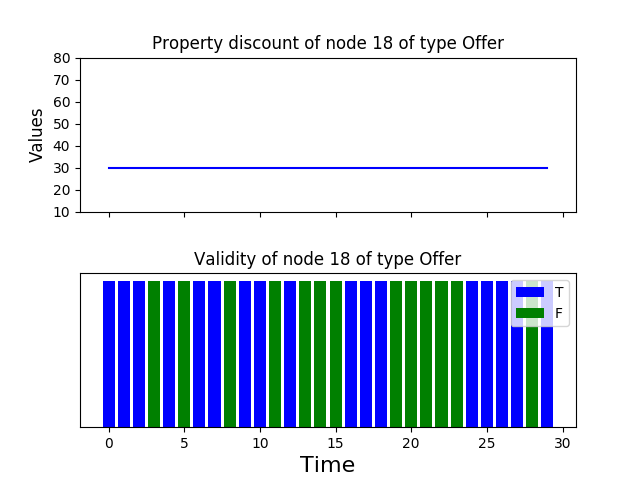 Property discount of node 18 of type Offer
80
70
60
50
40
30
20
10
Values
Validity of node 18 of type Offer
T
F
0 5 10 15 20 25 30
Time